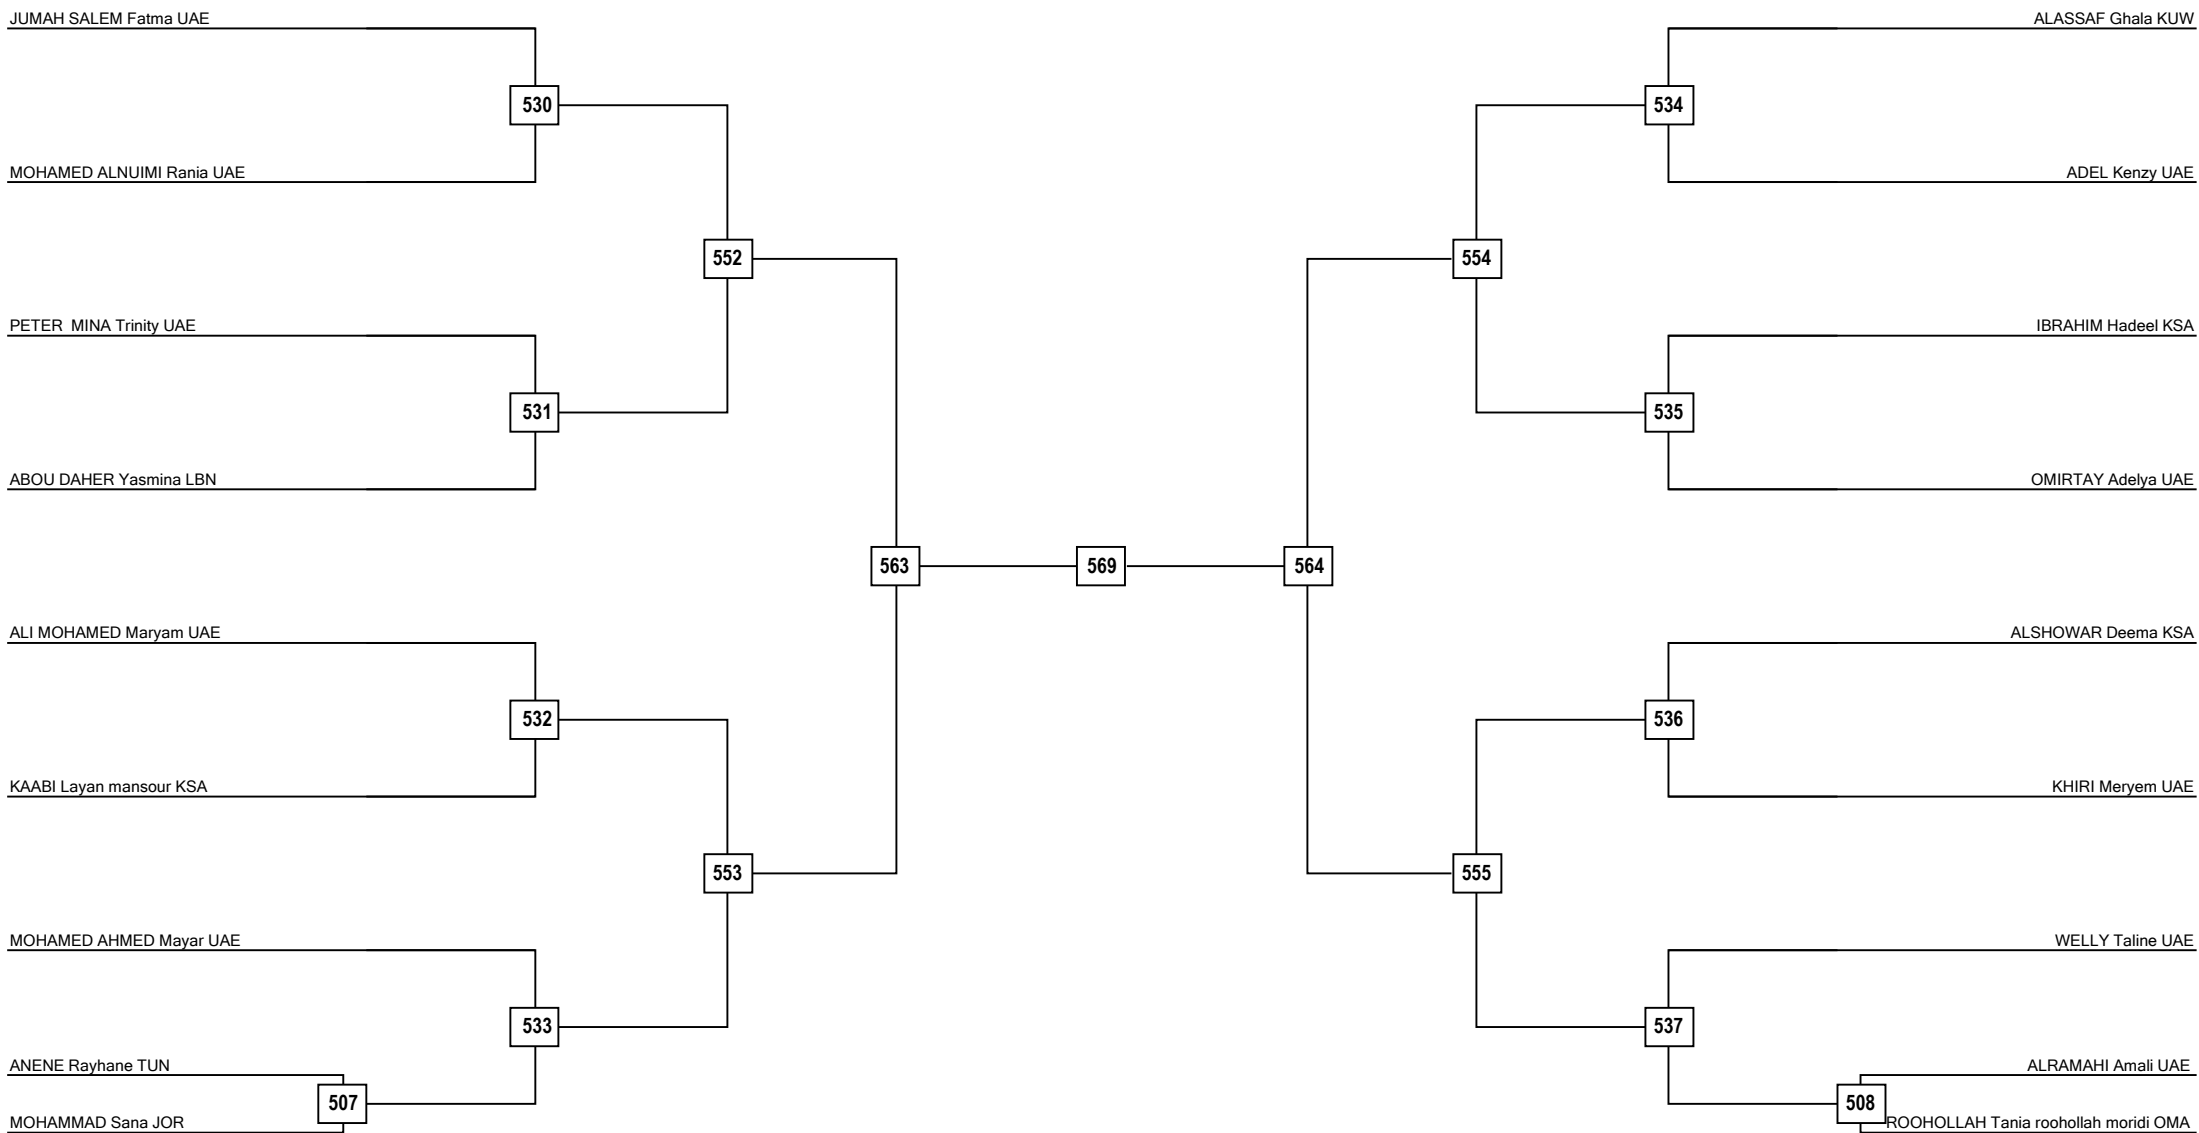 JUMAH SALEM Fatma UAE
ALASSAF Ghala KUW
530
534
MOHAMED ALNUIMI Rania UAE
ADEL Kenzy UAE
552
554
PETER  MINA Trinity UAE
IBRAHIM Hadeel KSA
531
535
ABOU DAHER Yasmina LBN
OMIRTAY Adelya UAE
563
569
564
ALI MOHAMED Maryam UAE
ALSHOWAR Deema KSA
532
536
KAABI Layan mansour KSA
KHIRI Meryem UAE
553
555
MOHAMED AHMED Mayar UAE
WELLY Taline UAE
533
537
ANENE Rayhane TUN
ALRAMAHI Amali UAE
507
508
MOHAMMAD Sana JOR
ROOHOLLAH Tania roohollah moridi OMA